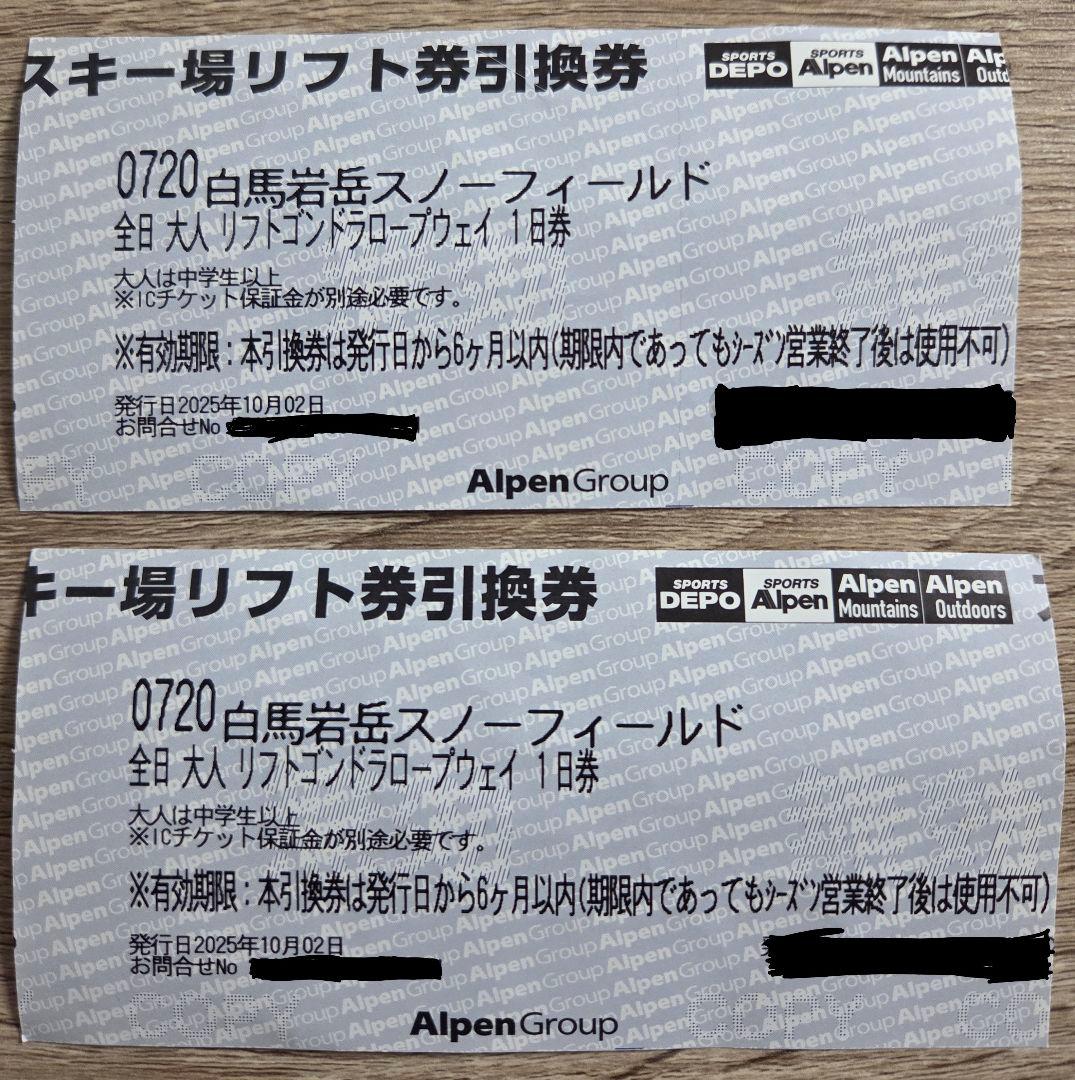 スキー場リフト券引換券
SPORTS DEPO SPORTS Alpen Alpen Mountains Alp Outd
0720 白馬岩岳スノーフィールド
全日 大人 リフトゴンドラロープウェイ 1日券
大人は中学生以上
※ICチケット保証金が別途必要です。
※有効期限:本引換券は発行日から6ヶ月以内(期限内であってもシーズン営業終了後は使用不可)
発行日2025年10月02日
お問合せNo
COPY COPY
Alpen Group
キー場リフト券引換券
SPORTS DEPO SPORTS Alpen Alpen Mountains Alpen Outdoors
0720 白馬岩岳スノーフィールド
全日 大人 リフトゴンドラロープウェイ 1日券
大人は中学生以上
※ICチケット保証金が別途必要です。
※有効期限:本引換券は発行日から6ヶ月以内(期限内であってもシーズン営業終了後は使用不可)
発行日2025年10月02日
お問合せNo
COPY COPY
Alpen Group